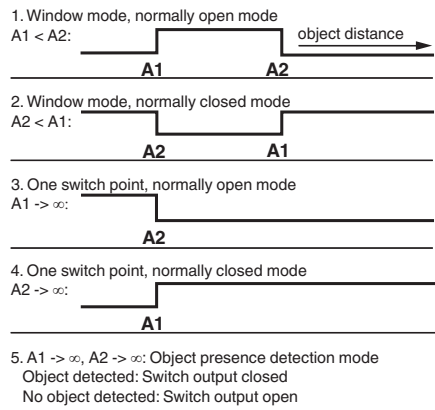 1. Window mode, normally open mode
A1 < A2:
object distance
A1 A2
2. Window mode, normally closed mode
A2 < A1:
A2 A1
3. One switch point, normally open mode
A1 -> ∞:
A2
4. One switch point, normally closed mode
A2 -> ∞:
A1
5. A1 -> ∞, A2 -> ∞: Object presence detection mode
Object detected: Switch output closed
No object detected: Switch output open